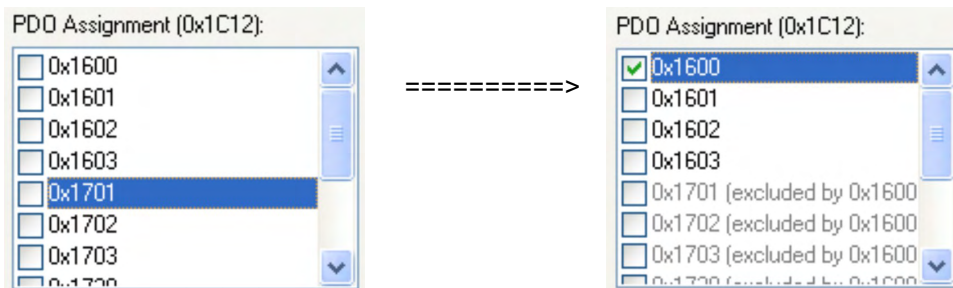 PDO Assignment (0x1C12):
0x1600
0x1601
0x1602
0x1603
0x1701
0x1702
0x1703
==========>
PDO Assignment (0x1C12):
0x1600
0x1601
0x1602
0x1603
0x1701 (excluded by 0x1600
0x1702 (excluded by 0x1600
0x1703 (excluded by 0x1600